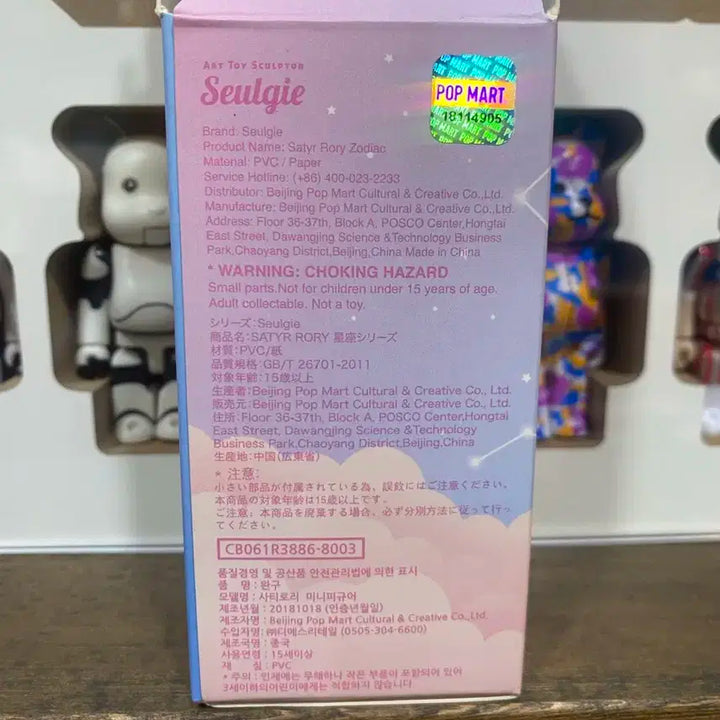 ART TOY SCULPTOR
Seulgie
POP MART
18114905
Brand: Seulgie
Product Name: Satyr Rory Zodiac
Material: PVC / Paper
Service Hotline: (+86) 400-023-2233
Distributor: Beijing Pop Mart Cultural & Creative Co.,Ltd.
Manufacture: Beijing Pop Mart Cultural & Creative Co.,Ltd.
Address: Floor 36-37th, Block A, POSCO Center,Hongtai
East Street, Dawangjing Science &Technology Business
Park,Chaoyang District,Beijing,China Made in China
* WARNING: CHOKING HAZARD
Small parts.Not for children under 15 years of age.
Adult collectable. Not a toy.
シリーズ:Seulgie
商品名:SATYR RORY 星座シリーズ
材質:PVC/紙
品質規格:GB/T 26701-2011
対象年齢:15歳以上
生産者:Beijing Pop Mart Cultural & Creative Co., Ltd.
販売元:Beijing Pop Mart Cultural & Creative Co., Ltd.
住所:Floor 36-37th, Block A, POSCO Center,Hongtai
East Street, Dawangjing Science &Technology
Business Park,Chaoyang District,Beijing,China
生産地:中国(広東省)
* 注意:
小さい部品が付属されている為、誤飲にはご注意ください。
本商品の対象年齢は15歳以上です。
ご注意:本商品を廃棄する場合、必ず分別方法に従って行っ
てください。
CB061R3886-8003
품질경영 및 공산품 안전관리법에 의현 표시
품 명:완구
모델명:사티로리 미니피규어
제조년월:20181018 (인증년월일)
제조자명:Beijing Pop Mart Cultural & Creative Co.,Ltd.
수입자명:㈜디에스리테일 (0505-304-6600)
제조국명:중국
사용연령:15세이상
재 질:PVC
* 주의:인체에는 무해하나 작은 부품이 포함되어 있어
3세이하의어린이에게는 적합하지 않습니다.